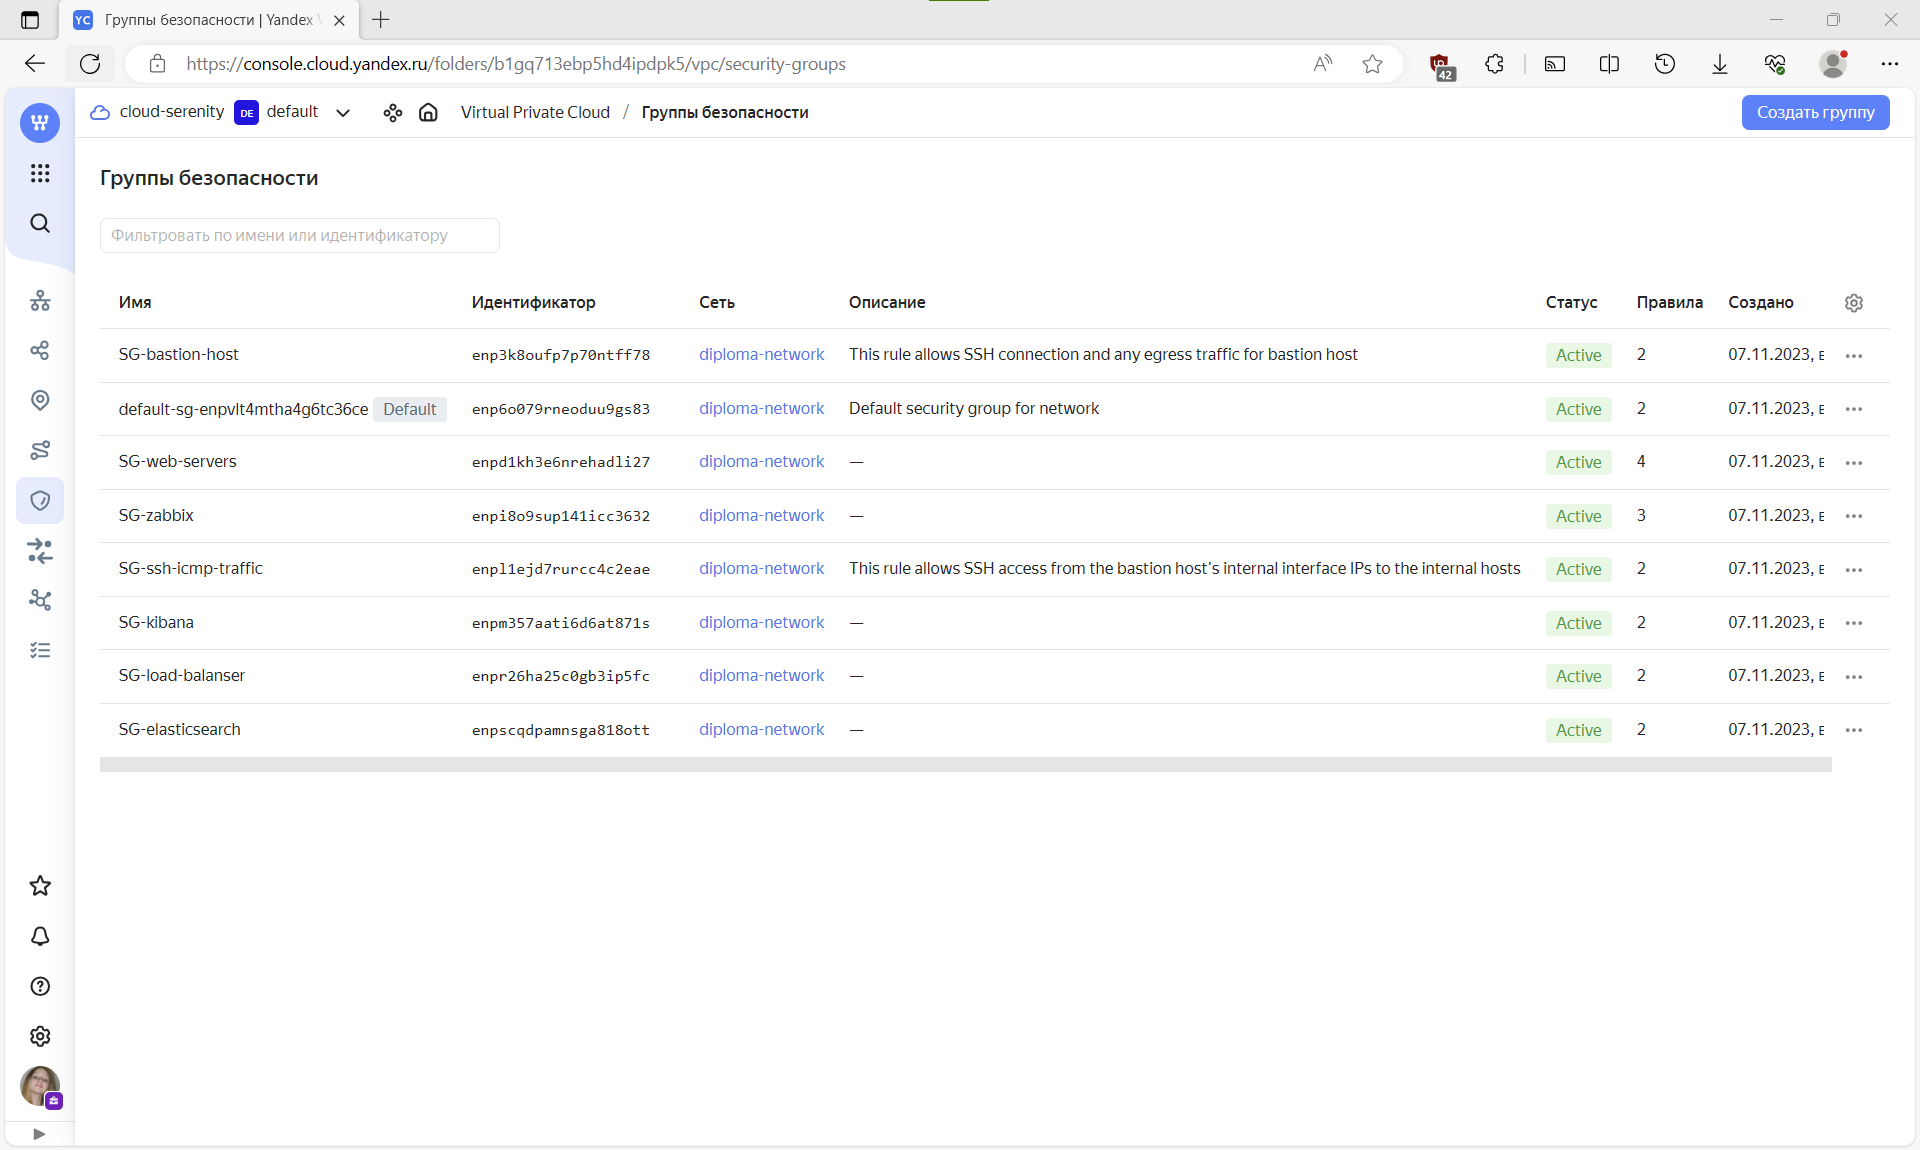 YC Группы безопасности | Yandex
https://console.cloud.yandex.ru/folders/b1gq713ebp5hd4ipdpk5/vpc/security-groups
42
cloud-serenity DE default Virtual Private Cloud / Группы безопасности Создать группу
Группы безопасности
Фильтровать по имени или идентификатору
Имя Идентификатор Сеть Описание Статус Правила Создано
SG-bastion-host enp3k8oufp7p70ntff78 diploma-network This rule allows SSH connection and any egress traffic for bastion host Active 2 07.11.2023, в
default-sg-enpvlt4mtha4g6tc36ce Default enp6o079rneoduu9gs83 diploma-network Default security group for network Active 2 07.11.2023, в
SG-web-servers enpd1kh3e6nrehadli27 diploma-network — Active 4 07.11.2023, в
SG-zabbix enpi8o9sup141icc3632 diploma-network — Active 3 07.11.2023, в
SG-ssh-icmp-traffic enpl1ejd7rurcc4c2eae diploma-network This rule allows SSH access from the bastion host's internal interface IPs to the internal hosts Active 2 07.11.2023, в
SG-kibana enpm357aati6d6at871s diploma-network — Active 2 07.11.2023, в
SG-load-balanser enpr26ha25c0gb3ip5fc diploma-network — Active 2 07.11.2023, в
SG-elasticsearch enpscqdpamnsga818ott diploma-network — Active 2 07.11.2023, в